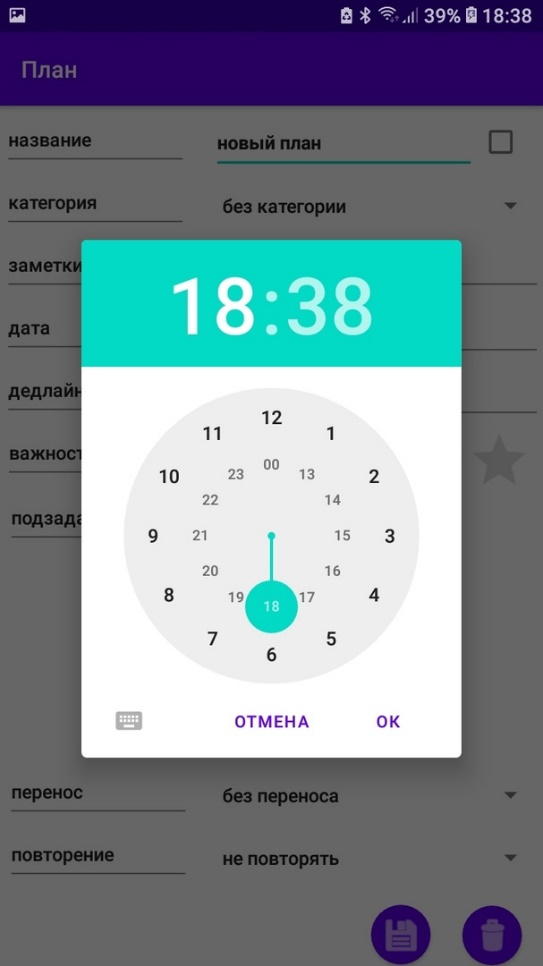 39% 18:38
План
название новый план
категория без категории
заметки
дата
дедлайн
важност
подзада
18:38
12
11 1
00
23 13
10 2
22 14
9 21 15 3
20 16
8 4
19 18 17
7 5
6
ОТМЕНА ОК
перенос без переноса
повторение не повторять